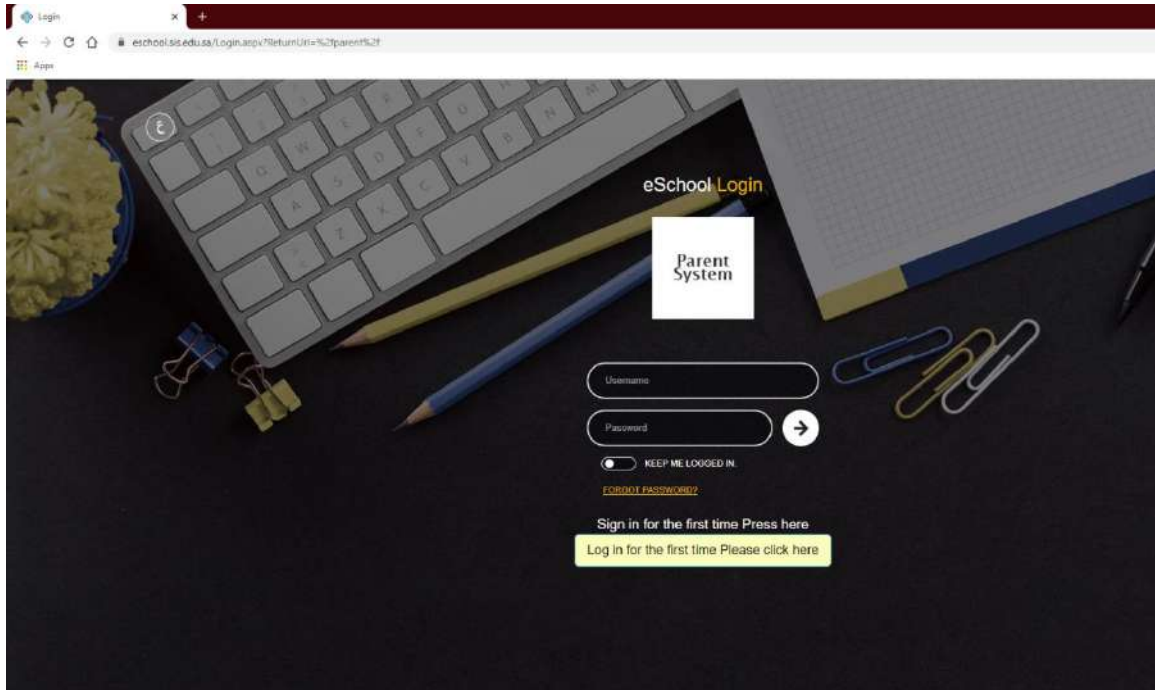 Login
eschool.sis.edu.sa/Login.aspx?ReturnUrl=%2fparent%2f
Apps
ع
eSchool Login
Parent
System
Username
Password
KEEP ME LOGGED IN.
FORGOT PASSWORD?
Sign in for the first time Press here
Log in for the first time Please click here